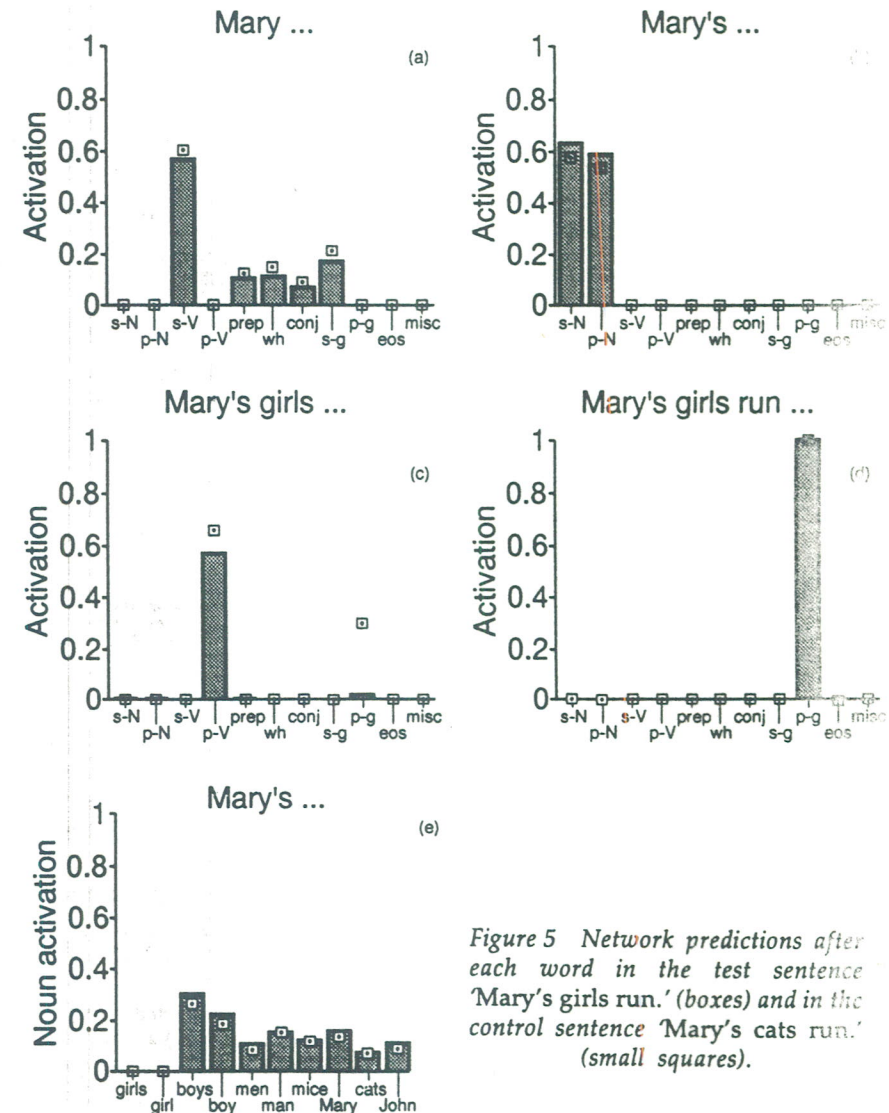 Mary ...
(a)
Activation
1
0.8
0.6
0.4
0.2
0
s-N s-V prep conj p-g misc
p-N p-V wh s-g eos
Mary's ...
Activation
1
0.8
0.6
0.4
0.2
0
s-N s-V prep conj p-g misc
p-N p-V wh s-g eos
Mary's girls ...
(c)
Activation
1
0.8
0.6
0.4
0.2
0
s-N s-V prep conj p-g misc
p-N p-V wh s-g eos
Mary's girls run ...
(d)
Activation
1
0.8
0.6
0.4
0.2
0
s-N s-V prep conj p-g misc
p-N p-V wh s-g eos
Mary's ...
(e)
Noun activation
1
0.8
0.6
0.4
0.2
0
girls boys men mice cats
girl boy man Mary John
Figure 5 Network predictions after
each word in the test sentence
'Mary's girls run.' (boxes) and in the
control sentence 'Mary's cats run.'
(small squares).